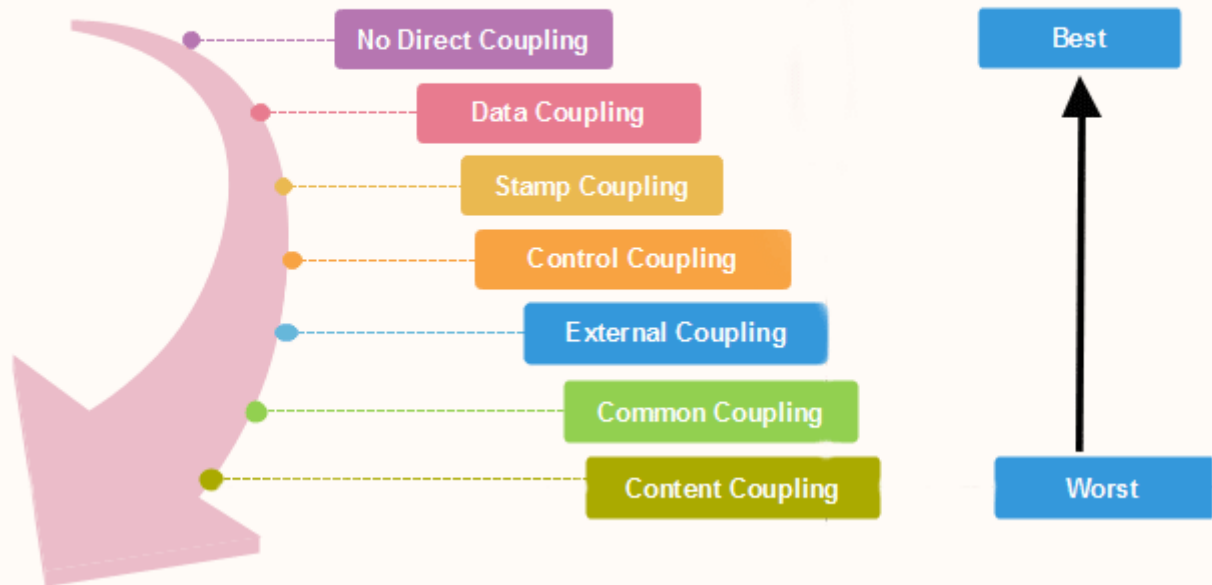 No Direct Coupling
Best
Data Coupling
Stamp Coupling
Control Coupling
External Coupling
Common Coupling
Content Coupling
Worst